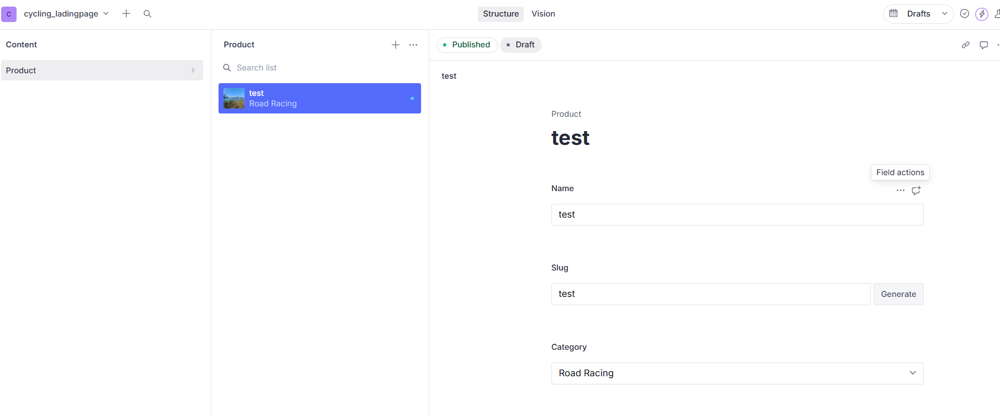 C cycling_ladingpage Structure Vision Drafts
Content
Product
Product
Search list
test
Road Racing
Published Draft
test
Product
test
Field actions
Name
test
Slug
test Generate
Category
Road Racing